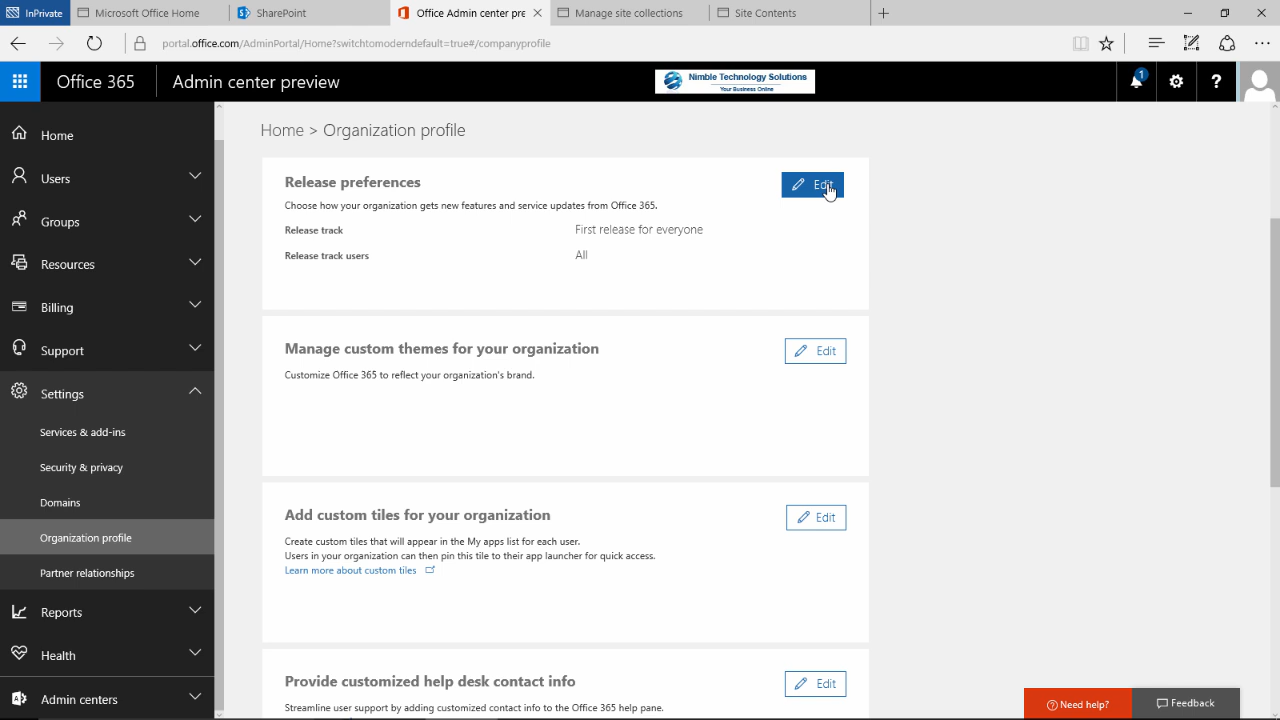 InPrivate
Microsoft Office Home
SharePoint
Office 365 Admin center
Manage site collections
Site Contents
portal.office.com/AdminPortal/Home?switchtomoderndefault=true#/companyprofile
Office 365
Admin center preview
Nimble Technology Solutions
Your Business Online
1
?
Home
Users
Groups
Resources
Billing
Support
Settings
Services & add-ins
Security & privacy
Domains
Organization profile
Partner relationships
Reports
Health
Admin centers
Home > Organization profile
Release preferences
Edit
Choose how your organization gets new features and service updates from Office 365.
Release track First release for everyone
Release track users All
Manage custom themes for your organization
Edit
Customize Office 365 to reflect your organization's brand.
Add custom tiles for your organization
Edit
Create custom tiles that will appear in the My apps list for each user.
Users in your organization can then pin this tile to their app launcher for quick access.
Learn more about custom tiles
Provide customized help desk contact info
Edit
Streamline user support by adding customized contact info to the Office 365 help pane.
Need help?
Feedback